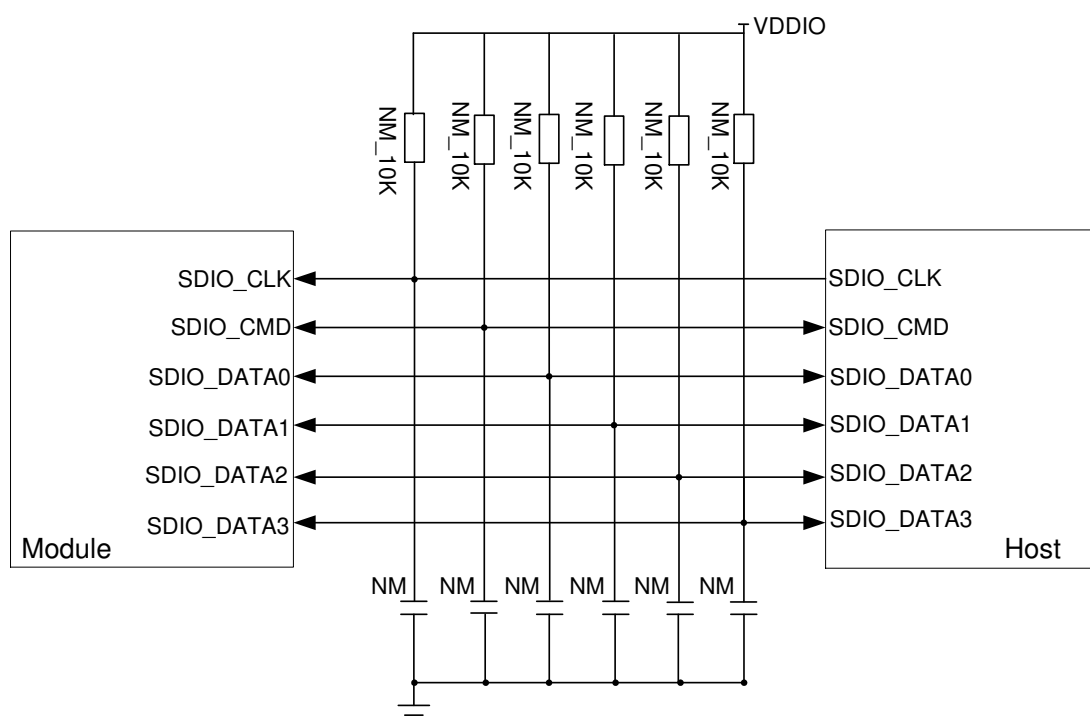 VDDIO
NM_10K
NM_10K
NM_10K
NM_10K
NM_10K
NM_10K
SDIO_CLK
SDIO_CMD
SDIO_DATA0
SDIO_DATA1
SDIO_DATA2
SDIO_DATA3
Module
SDIO_CLK
SDIO_CMD
SDIO_DATA0
SDIO_DATA1
SDIO_DATA2
SDIO_DATA3
Host
NM
NM
NM
NM
NM
NM